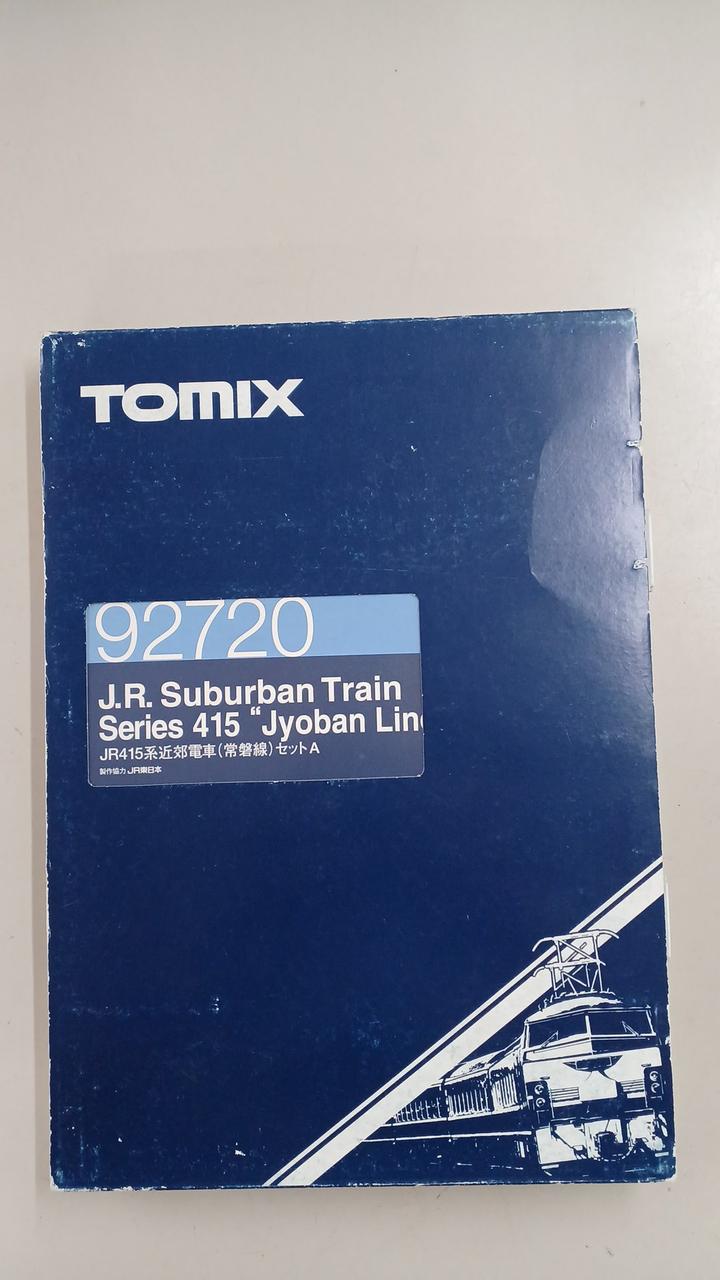 TOMIX
92720
J.R. Suburban Train
Series 415 “Jyoban Lin
JR415系近郊電車(常磐線)セットA
製作協力 JR東日本